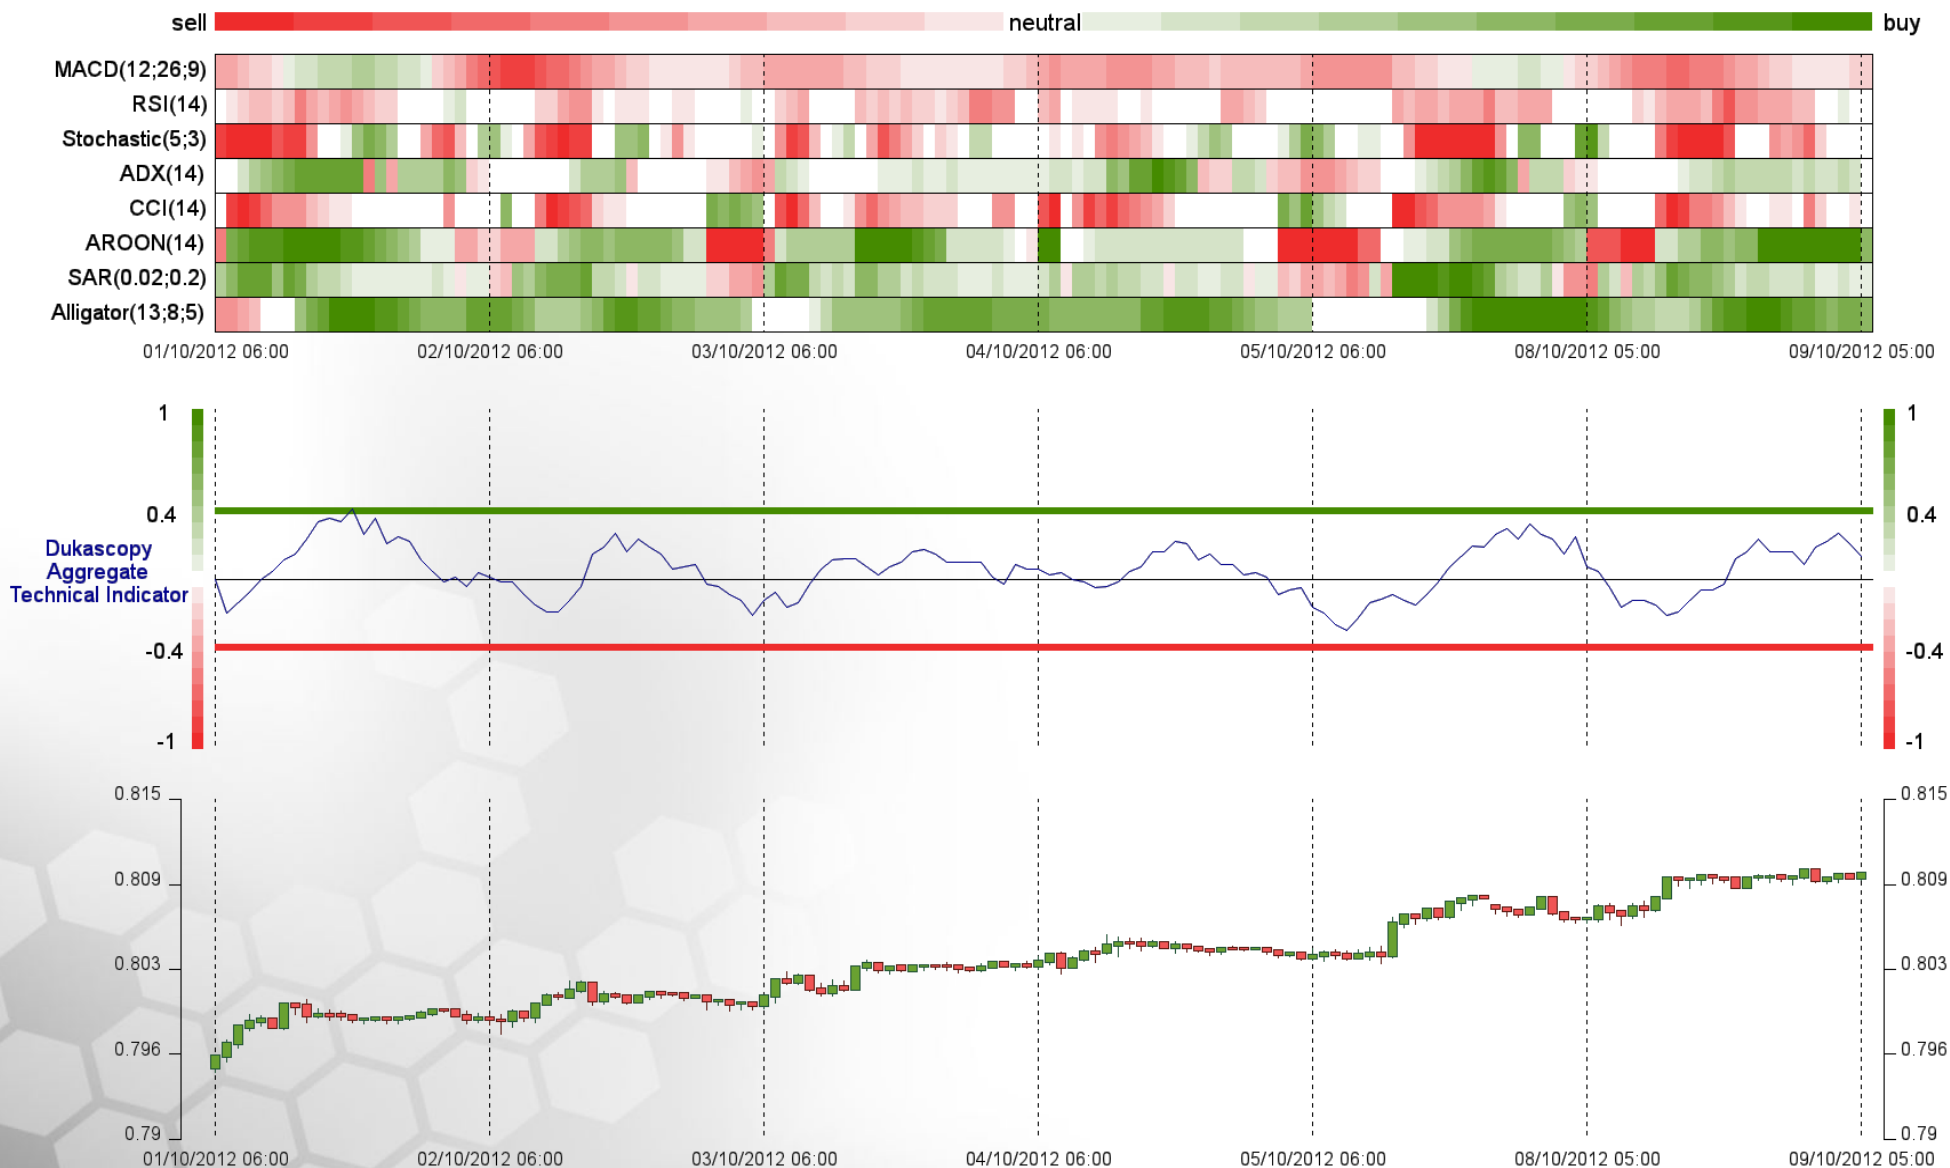 sell neutral buy
MACD(12;26;9)
RSI(14)
Stochastic(5;3)
ADX(14)
CCI(14)
AROON(14)
SAR(0.02;0.2)
Alligator(13;8;5)
01/10/2012 06:00 02/10/2012 06:00 03/10/2012 06:00 04/10/2012 06:00 05/10/2012 06:00 08/10/2012 05:00 09/10/2012 05:00
1 1
0.4 0.4
Dukascopy
Aggregate
Technical Indicator
-0.4 -0.4
-1 -1
0.815 0.815
0.809 0.809
0.803 0.803
0.796 0.796
0.79 0.79
01/10/2012 06:00 02/10/2012 06:00 03/10/2012 06:00 04/10/2012 06:00 05/10/2012 06:00 08/10/2012 05:00 09/10/2012 05:00